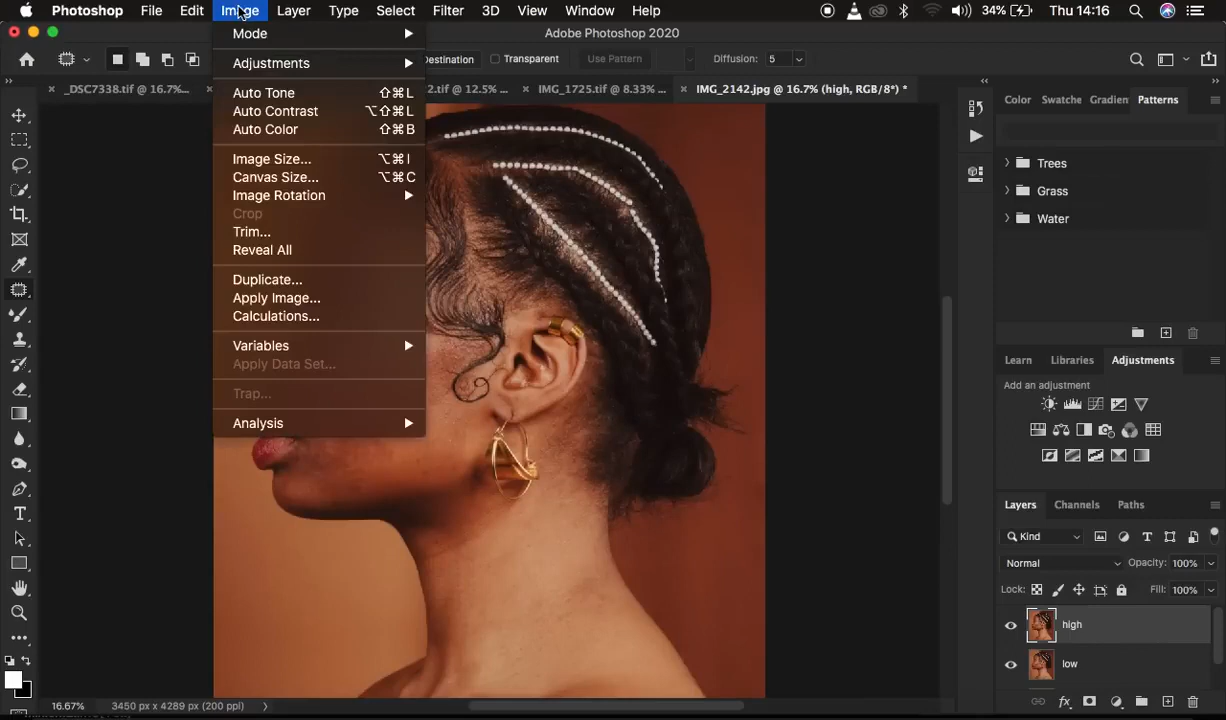 Photoshop File Edit Image Layer Type Select Filter 3D View Window Help 34% Thu 14:16
Adobe Photoshop 2020
Destination Transparent Use Pattern Diffusion: 5
_DSC7338.tif @ 16.7%... 2.tif @ 12.5% ... IMG_1725.tif @ 8.33% ... IMG_2142.jpg @ 16.7% (high, RGB/8*) *
Mode
Adjustments
Auto Tone ⇧⌘L
Auto Contrast ⌥⇧⌘L
Auto Color ⇧⌘B
Image Size... ⌥⌘I
Canvas Size... ⌥⌘C
Image Rotation
Crop
Trim...
Reveal All
Duplicate...
Apply Image...
Calculations...
Variables
Apply Data Set...
Trap...
Analysis
Color Swatche Gradien Patterns
Trees
Grass
Water
Learn Libraries Adjustments
Add an adjustment
Layers Channels Paths
Kind
Normal Opacity: 100%
Lock: Fill: 100%
high
low
16.67% 3450 px x 4289 px (200 ppi)